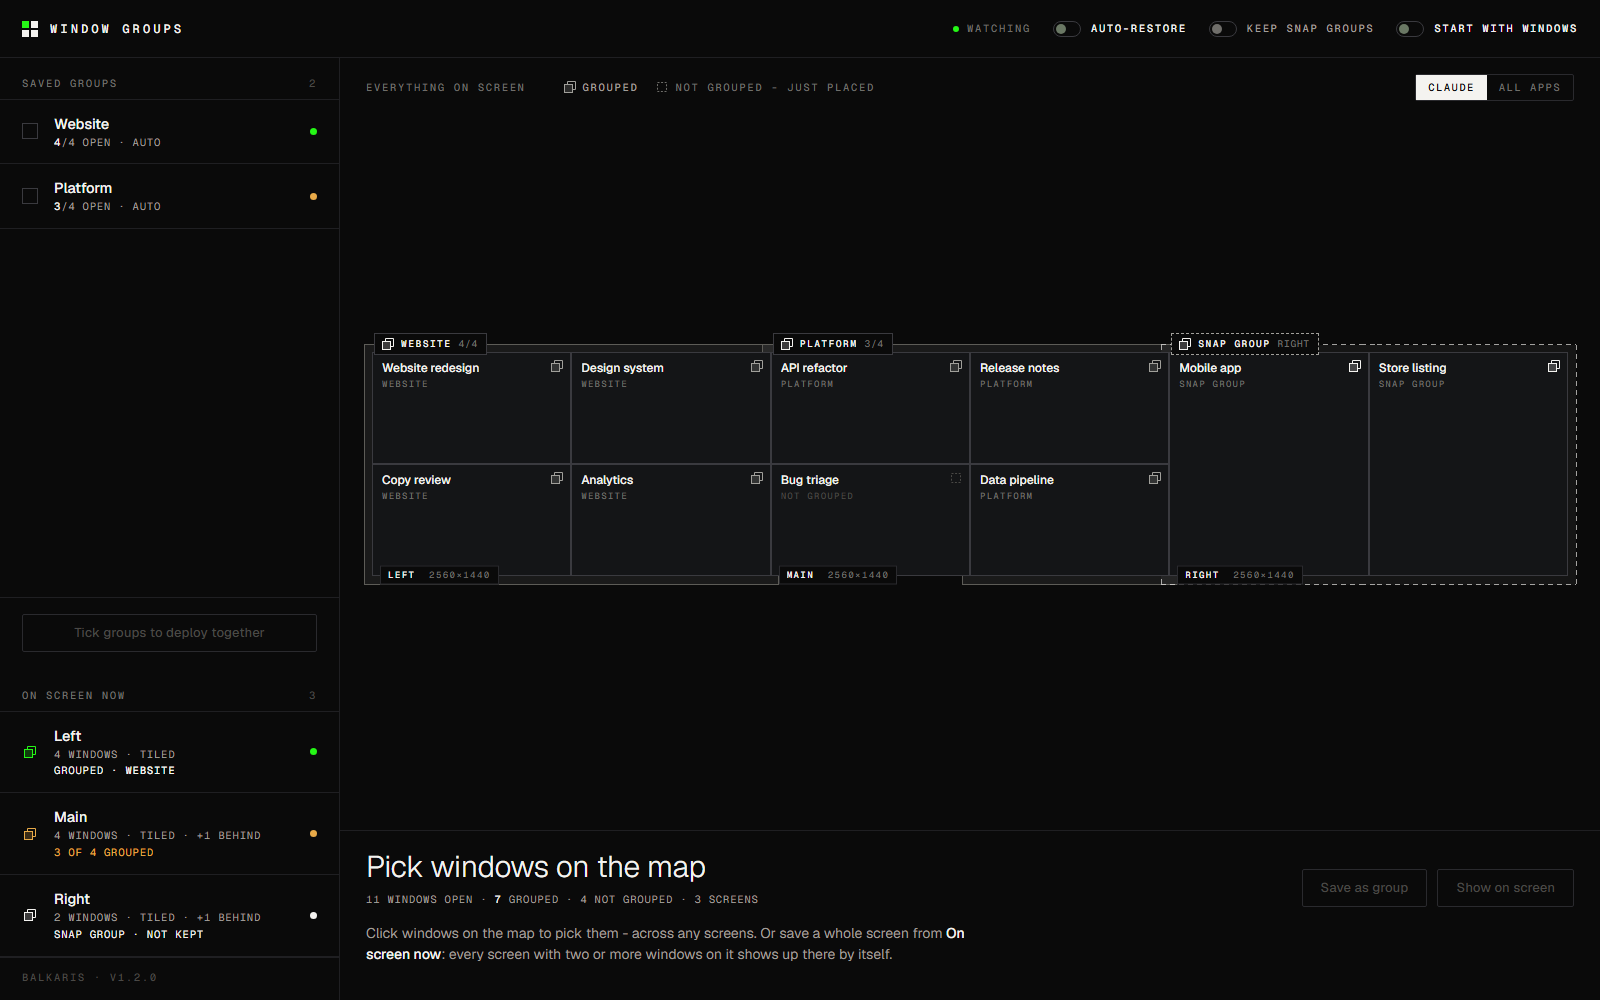 WINDOW GROUPS
WATCHING
AUTO-RESTORE
KEEP SNAP GROUPS
START WITH WINDOWS
SAVED GROUPS 2
Website
4/4 OPEN · AUTO
Platform
3/4 OPEN · AUTO
Tick groups to deploy together
ON SCREEN NOW 3
Left
4 WINDOWS · TILED
GROUPED · WEBSITE
Main
4 WINDOWS · TILED · +1 BEHIND
3 OF 4 GROUPED
Right
2 WINDOWS · TILED · +1 BEHIND
SNAP GROUP · NOT KEPT
BALKARIS · V1.2.0
EVERYTHING ON SCREEN
GROUPED
NOT GROUPED - JUST PLACED
CLAUDE
ALL APPS
WEBSITE 4/4
PLATFORM 3/4
SNAP GROUP RIGHT
Website redesign
WEBSITE
Design system
WEBSITE
API refactor
PLATFORM
Release notes
PLATFORM
Mobile app
SNAP GROUP
Store listing
SNAP GROUP
Copy review
WEBSITE
Analytics
WEBSITE
Bug triage
NOT GROUPED
Data pipeline
PLATFORM
LEFT 2560×1440
MAIN 2560×1440
RIGHT 2560×1440
Pick windows on the map
11 WINDOWS OPEN · 7 GROUPED · 4 NOT GROUPED · 3 SCREENS
Click windows on the map to pick them - across any screens. Or save a whole screen from On
screen now: every screen with two or more windows on it shows up there by itself.
Save as group
Show on screen